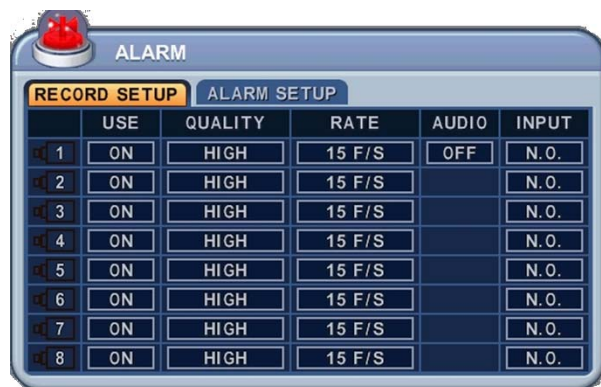 ALARM
RECORD SETUP ALARM SETUP
USE QUALITY RATE AUDIO INPUT
1 ON HIGH 15 F/S OFF N.O.
2 ON HIGH 15 F/S N.O.
3 ON HIGH 15 F/S N.O.
4 ON HIGH 15 F/S N.O.
5 ON HIGH 15 F/S N.O.
6 ON HIGH 15 F/S N.O.
7 ON HIGH 15 F/S N.O.
8 ON HIGH 15 F/S N.O.